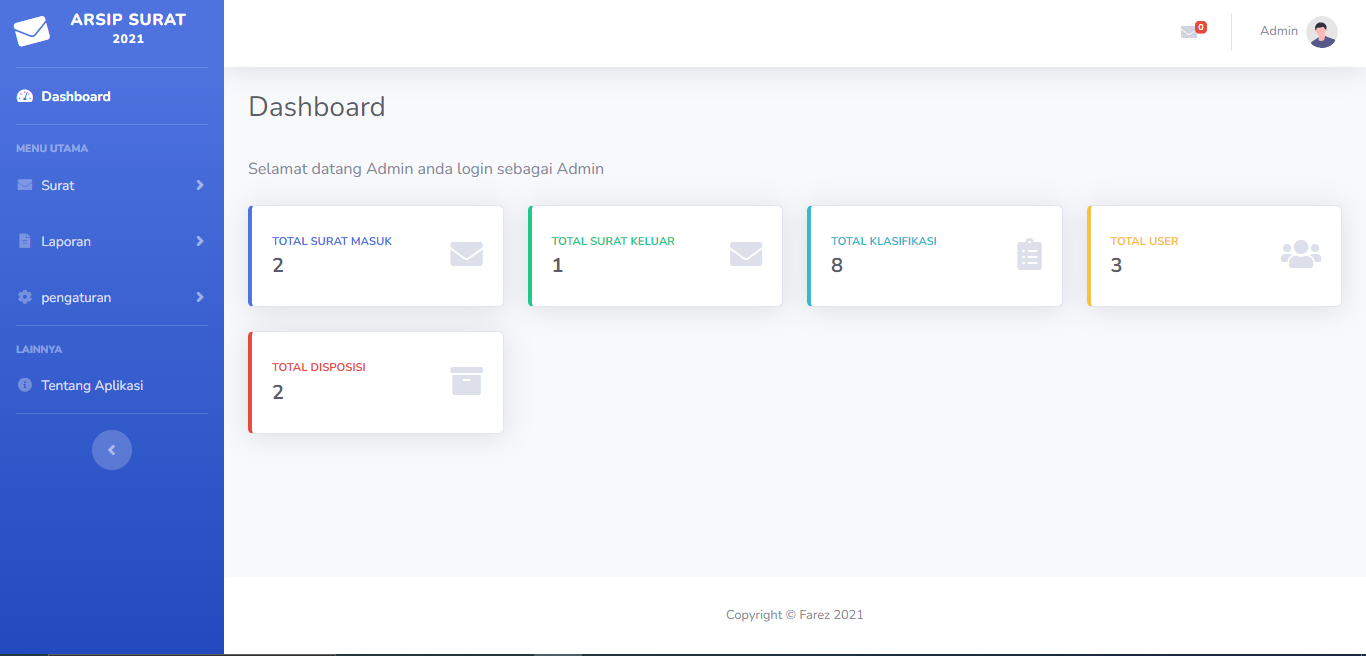 ARSIP SURAT
2021
Dashboard
MENU UTAMA
Surat
Laporan
pengaturan
LAINNYA
Tentang Aplikasi
0
Admin
Dashboard
Selamat datang Admin anda login sebagai Admin
TOTAL SURAT MASUK
2
TOTAL SURAT KELUAR
1
TOTAL KLASIFIKASI
8
TOTAL USER
3
TOTAL DISPOSISI
2
Copyright © Farez 2021